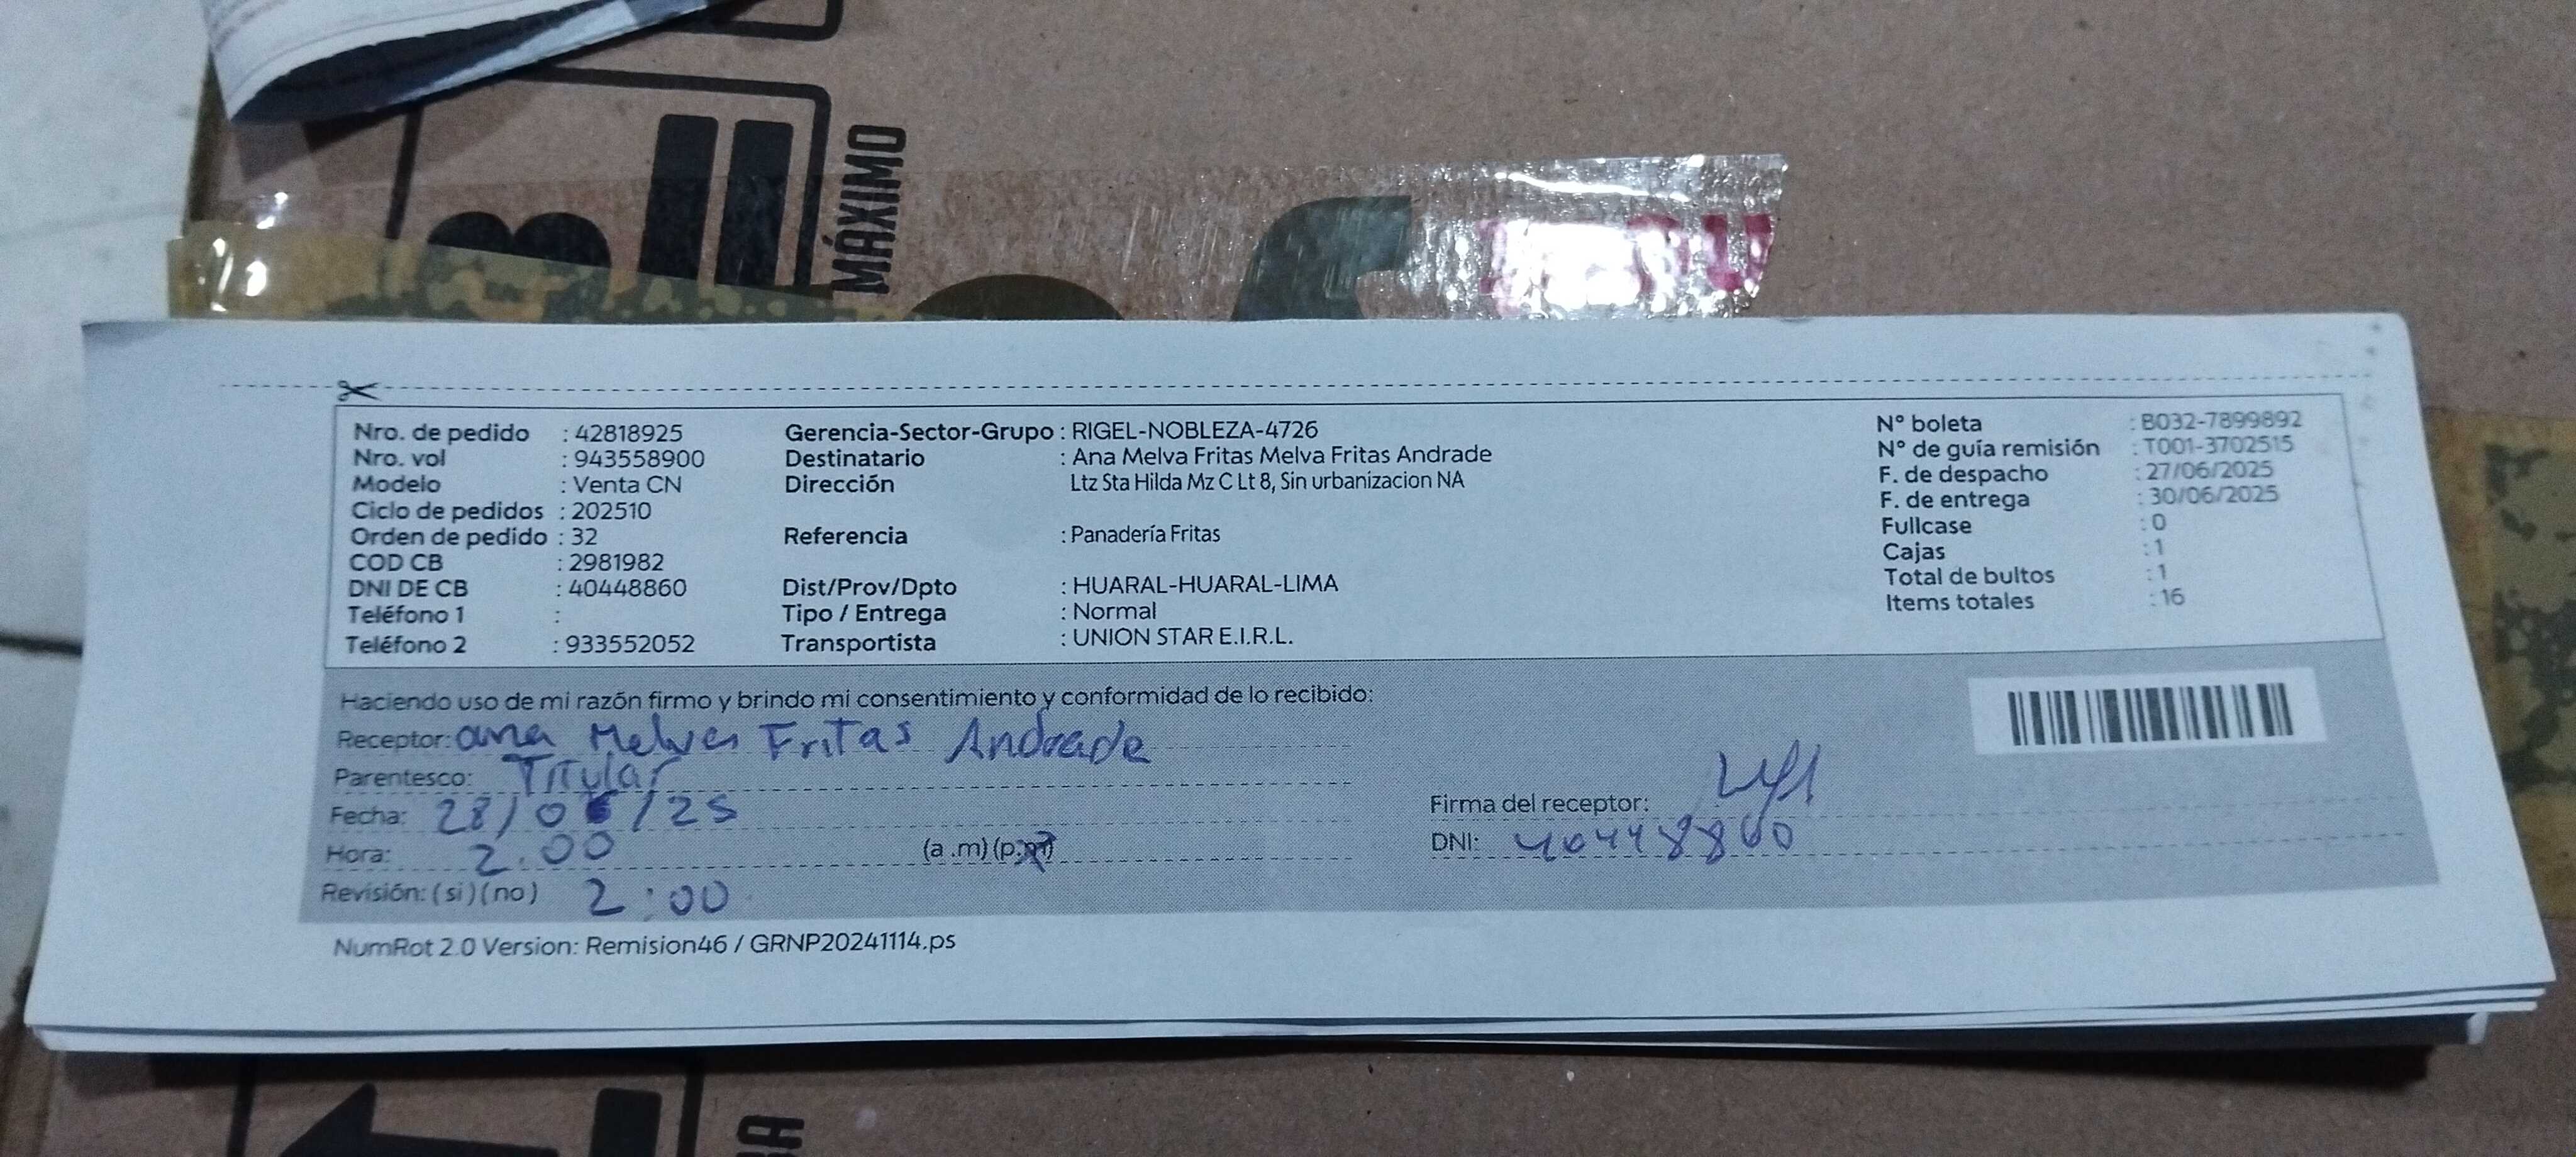 MÁXIMO
Nro. de pedido : 42818925
Nro. vol : 943558900
Modelo : Venta CN
Ciclo de pedidos : 202510
Orden de pedido : 32
COD CB : 2981982
DNI DE CB : 40448860
Teléfono 1 :
Teléfono 2 : 933552052
Gerencia-Sector-Grupo : RIGEL-NOBLEZA-4726
Destinatario : Ana Melva Fritas Melva Fritas Andrade
Dirección Ltz Sta Hilda Mz C Lt 8, Sin urbanizacion NA
Referencia : Panadería Fritas
Dist/Prov/Dpto : HUARAL-HUARAL-LIMA
Tipo / Entrega : Normal
Transportista : UNION STAR E.I.R.L.
N° boleta : B032-7899892
N° de guía remisión : T001-3702515
F. de despacho : 27/06/2025
F. de entrega : 30/06/2025
Fullcase : 0
Cajas : 1
Total de bultos : 1
Items totales : 16
Haciendo uso de mi razón firmo y brindo mi consentimiento y conformidad de lo recibido:
Receptor: ana Melva Fritas Andrade
Parentesco: Titular
Fecha: 28/06/25
Hora: 2.00 (a .m) (p.m)
Revisión: ( si ) ( no ) 2:00
Firma del receptor:
DNI: 40448860
NumRot 2.0 Version: Remision46 / GRNP20241114.ps